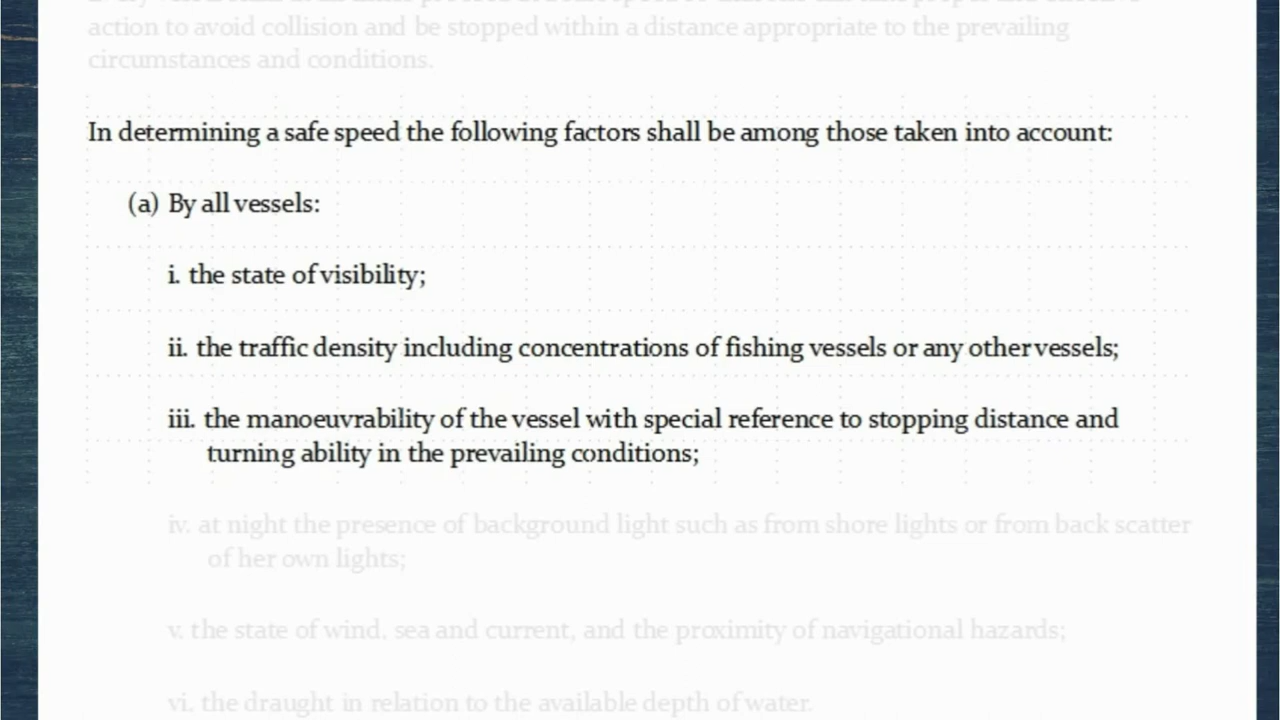 action to avoid collision and be stopped within a distance appropriate to the prevailing
circumstances and conditions.
In determining a safe speed the following factors shall be among those taken into account:
(a) By all vessels:
i. the state of visibility;
ii. the traffic density including concentrations of fishing vessels or any other vessels;
iii. the manoeuvrability of the vessel with special reference to stopping distance and
turning ability in the prevailing conditions;
iv. at night the presence of background light such as from shore lights or from back scatter
of her own lights;
v. the state of wind, sea and current, and the proximity of navigational hazards;
vi. the draught in relation to the available depth of water.